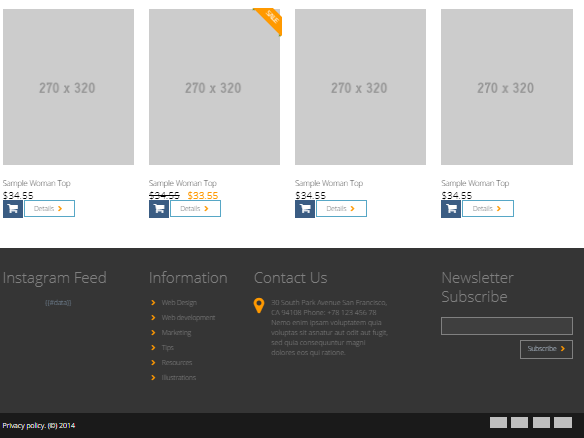 SALE
270 x 320
270 x 320
270 x 320
270 x 320
Sample Woman Top
Sample Woman Top
Sample Woman Top
Sample Woman Top
$34.55
$34.55 $33.55
$34.55
$34.55
Details
Details
Details
Details
Instagram Feed
{{#data}}
Information
Web Design
Web development
Marketing
Tips
Resources
Illustrations
Contact Us
30 South Park Avenue San Francisco,
CA 94108 Phone: +78 123 456 78
Nemo enim ipsam voluptatem quia
voluptas sit asnatur aut odit aut fugit,
sed quia consequuntur magni
dolores eos qui ratione.
Newsletter
Subscribe
Subscribe
Privacy policy. (©) 2014